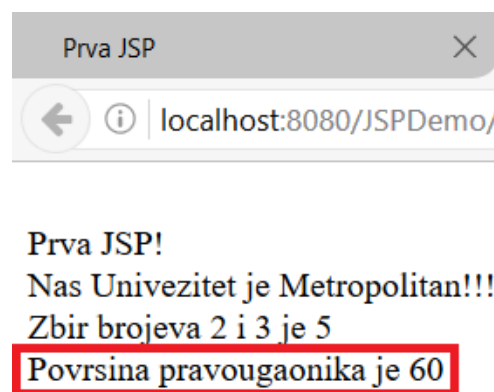 Prva JSP
localhost:8080/JSPDemo/
Prva JSP!
Nas Univezitet je Metropolitan!!!
Zbir brojeva 2 i 3 je 5
Povrsina pravougaonika je 60